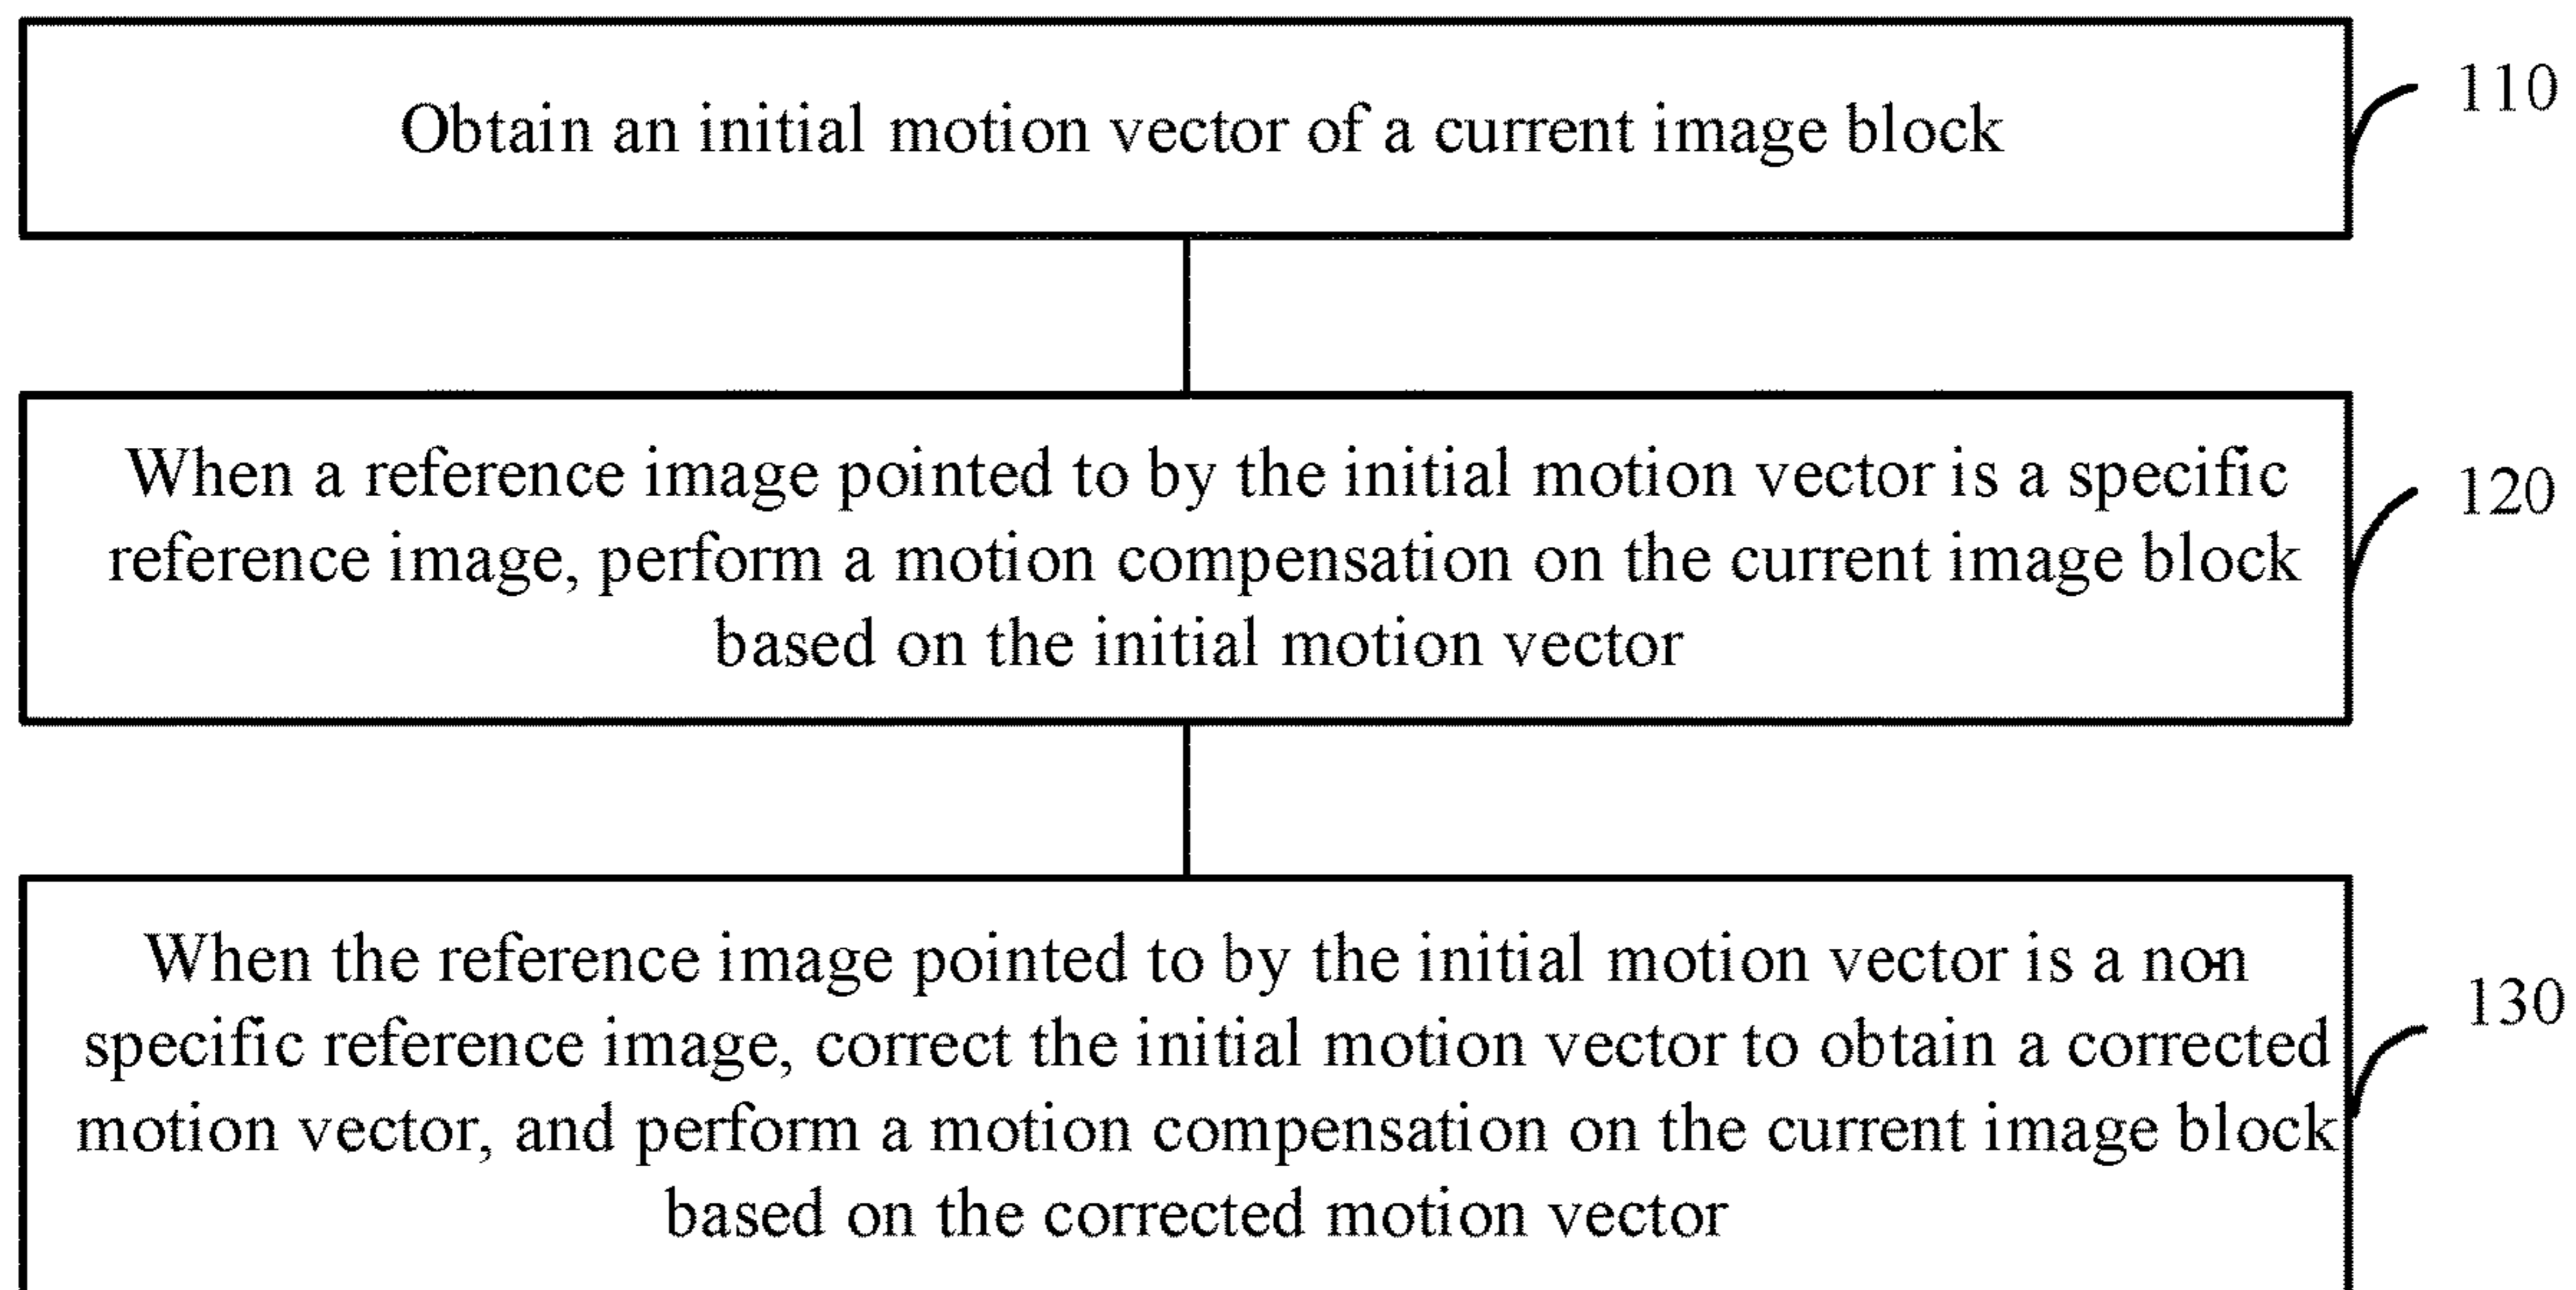 Obtain an initial motion vector of a current image block
110
When a reference image pointed to by the initial motion vector is a specific
reference image, perform a motion compensation on the current image block
based on the initial motion vector
120
When the reference image pointed to by the initial motion vector is a non
specific reference image, correct the initial motion vector to obtain a corrected
motion vector, and perform a motion compensation on the current image block
based on the corrected motion vector
130